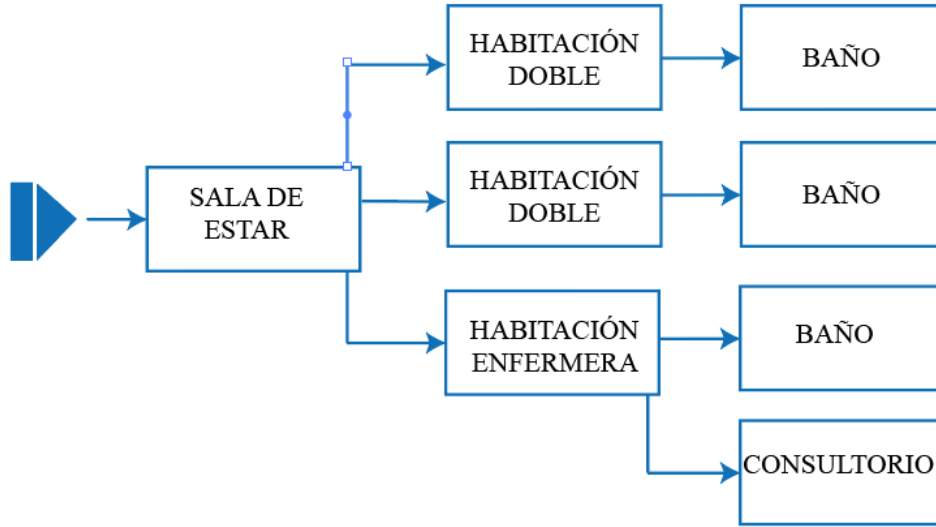 HABITACIÓN
DOBLE
BAÑO
SALA DE
ESTAR
HABITACIÓN
DOBLE
BAÑO
HABITACIÓN
ENFERMERA
BAÑO
CONSULTORIO